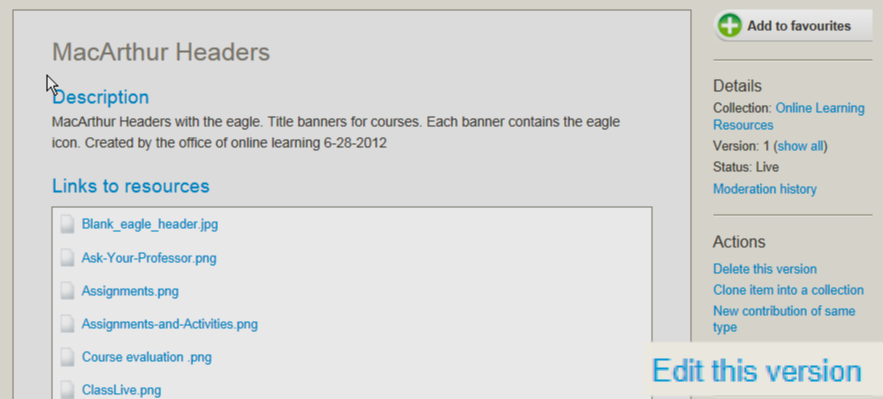 MacArthur Headers
Description
MacArthur Headers with the eagle. Title banners for courses. Each banner contains the eagle
icon. Created by the office of online learning 6-28-2012
Links to resources
Blank_eagle_header.jpg
Ask-Your-Professor.png
Assignments.png
Assignments-and-Activities.png
Course evaluation .png
ClassLive.png
Add to favourites
Details
Collection: Online Learning
Resources
Version: 1 (show all)
Status: Live
Moderation history
Actions
Delete this version
Clone item into a collection
New contribution of same
type
Edit this version